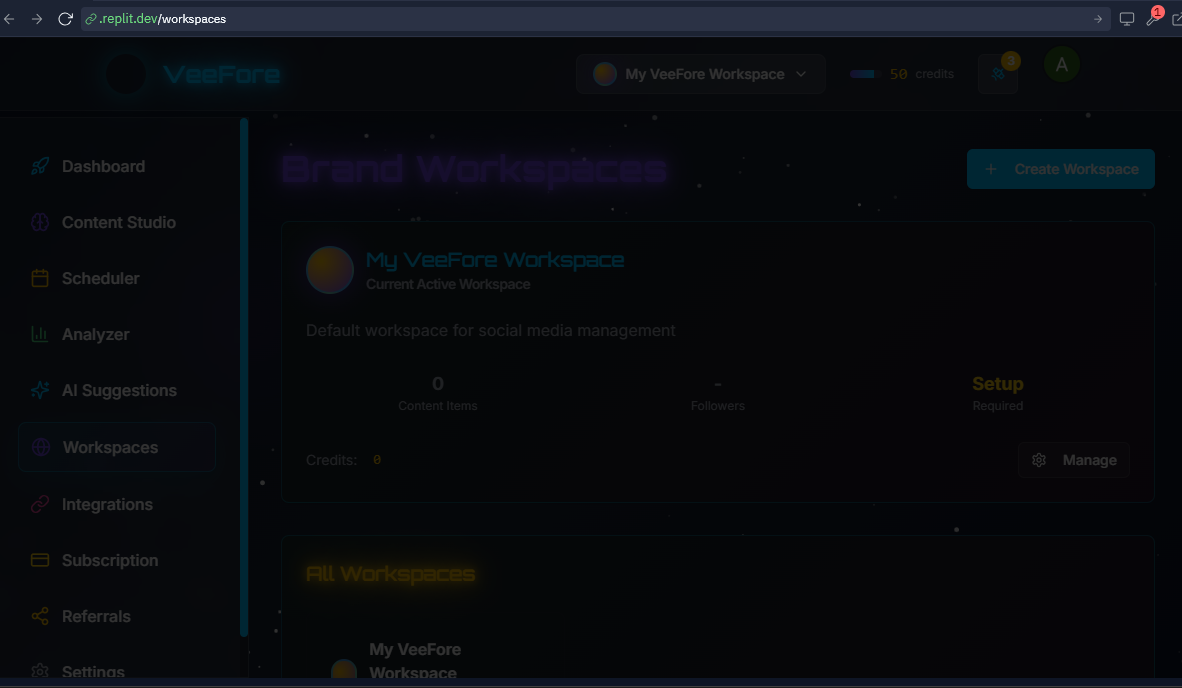 .replit.dev/workspaces
1
VeeFore
My VeeFore Workspace
50 credits
3
A
Dashboard
Content Studio
Scheduler
Analyzer
AI Suggestions
Workspaces
Integrations
Subscription
Referrals
Settings
Brand Workspaces
+ Create Workspace
My VeeFore Workspace
Current Active Workspace
Default workspace for social media management
0
Content Items
-
Followers
Setup
Required
Credits: 0
Manage
All Workspaces
My VeeFore
Workspace